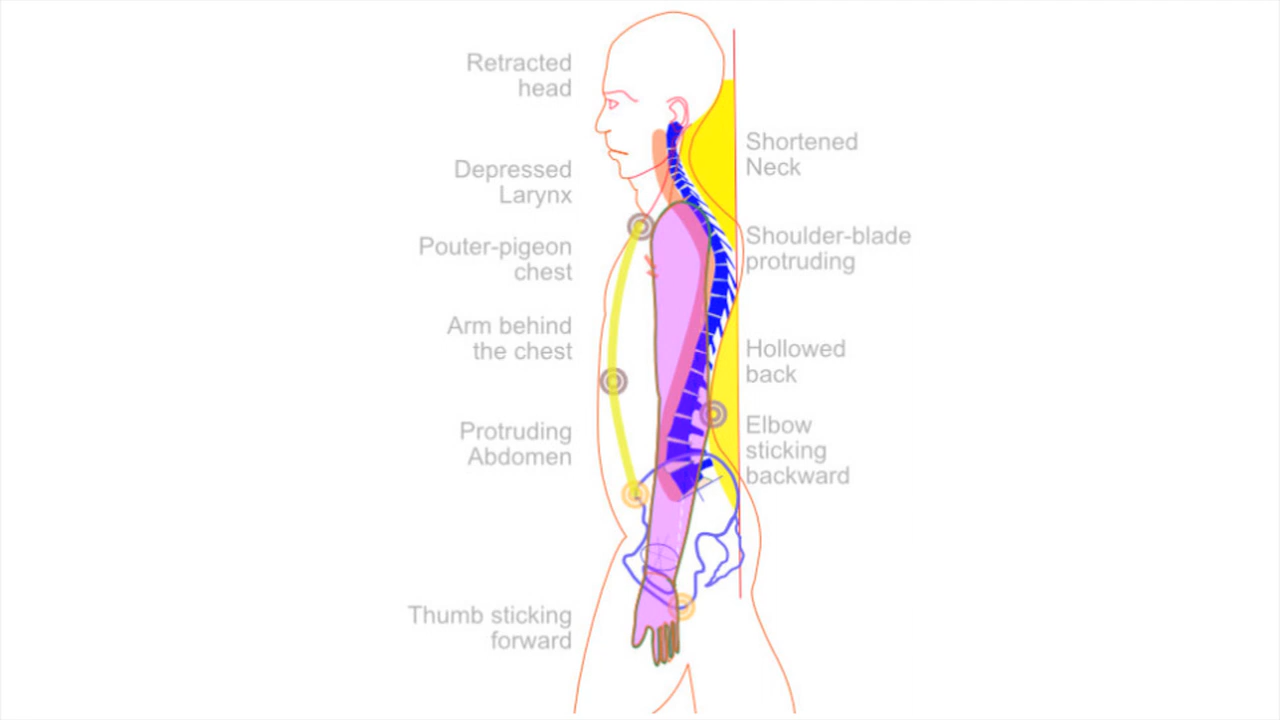 Retracted
head
Depressed
Larynx
Pouter-pigeon
chest
Arm behind
the chest
Protruding
Abdomen
Thumb sticking
forward
Shortened
Neck
Shoulder-blade
protruding
Hollowed
back
Elbow
sticking
backward